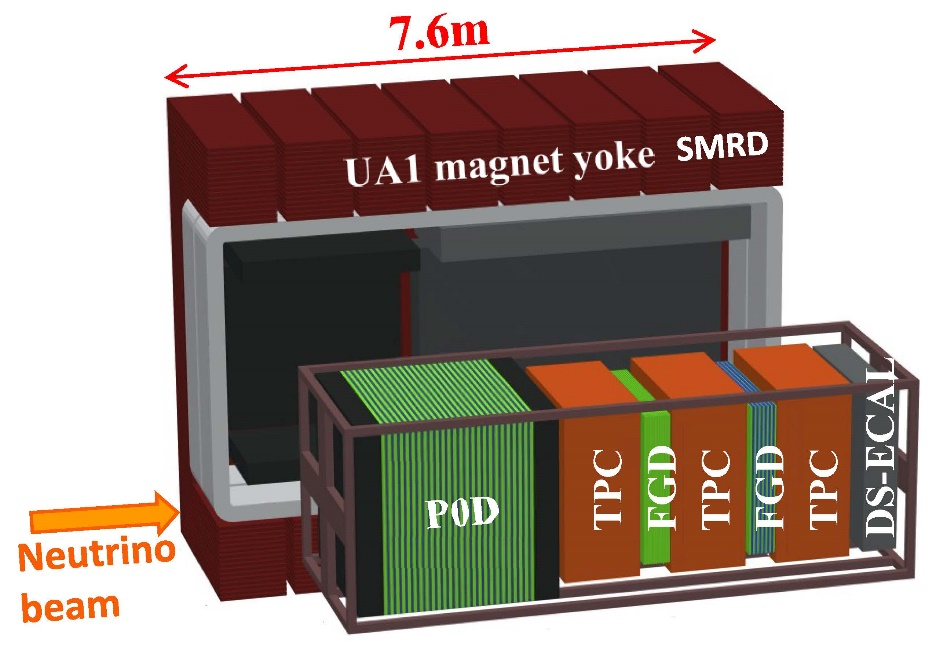 7.6m
UA1 magnet yoke SMRD
P0D
TPC
FGD
TPC
FGD
TPC
DS-ECAL
Neutrino
beam